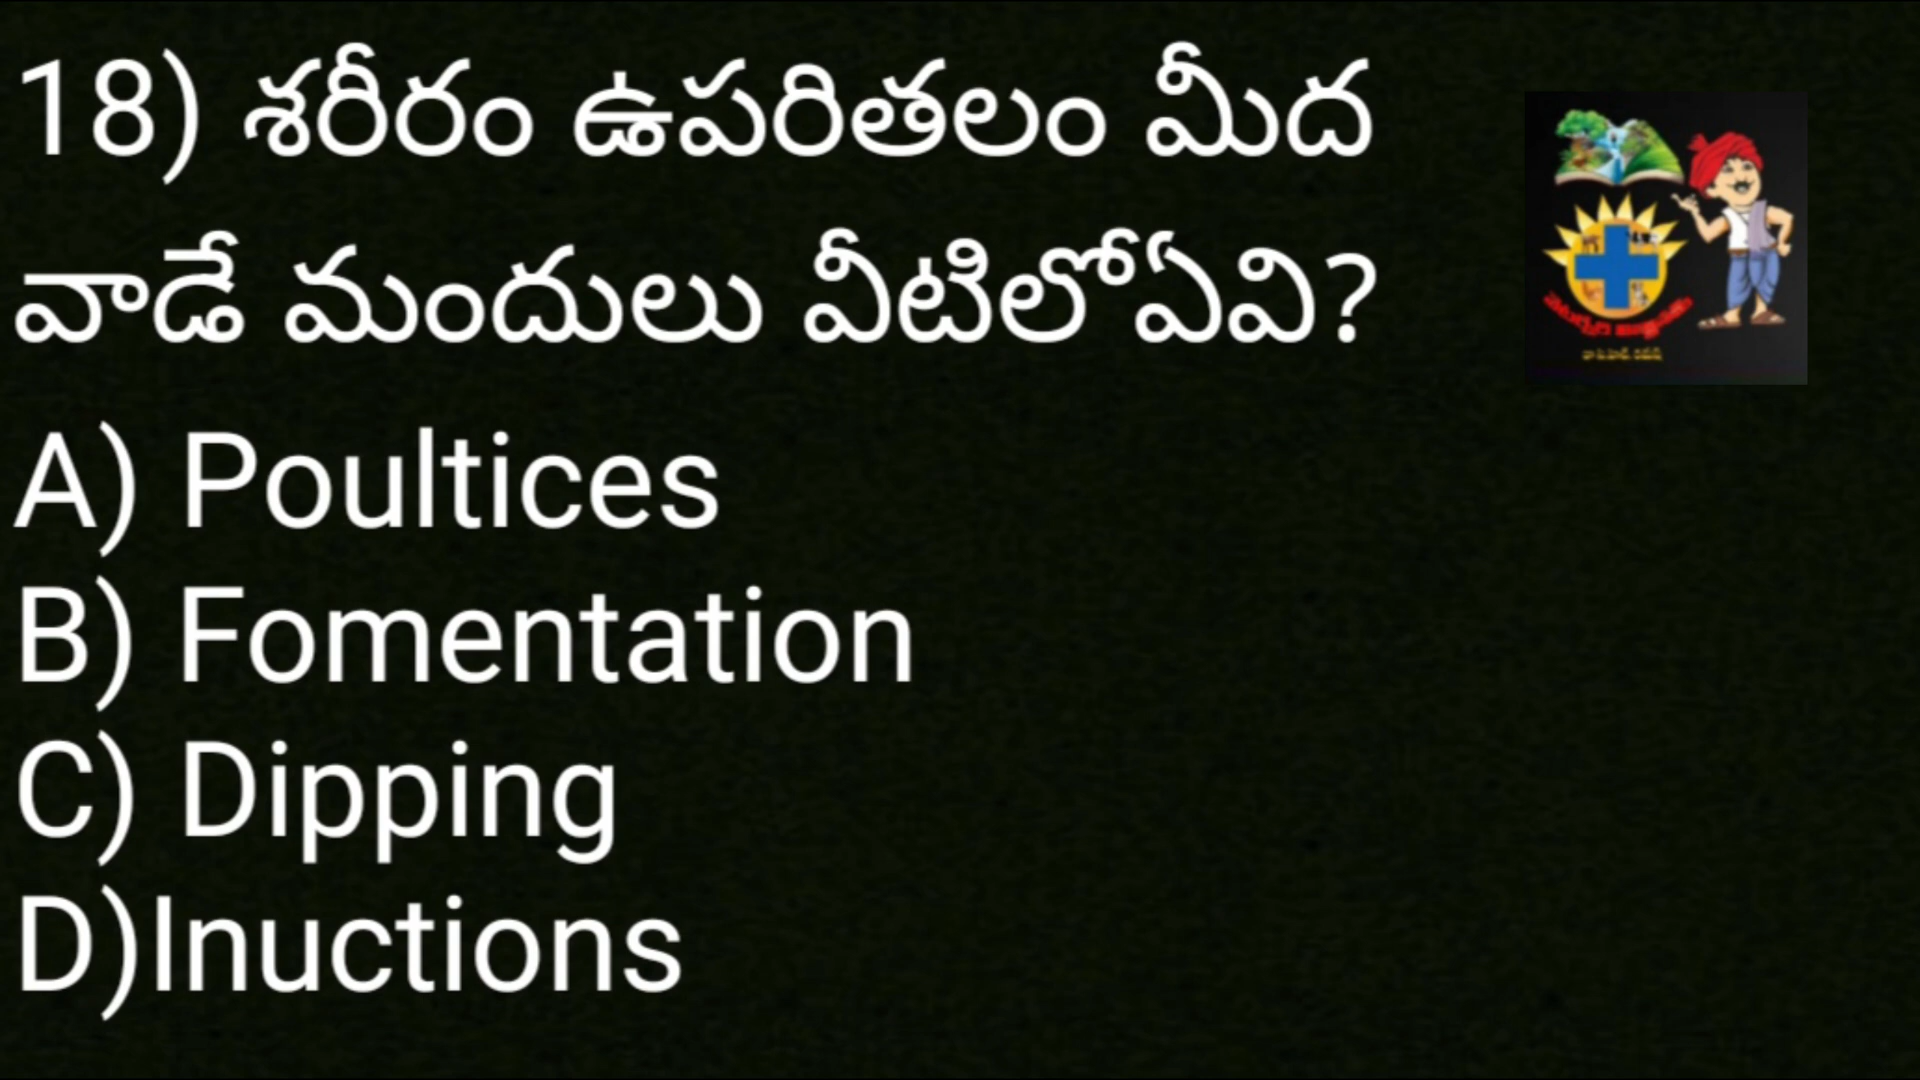 18) శరీరం ఉపరితలం మీద
వాడే మందులు వీటిలోఏవి?
A) Poultices
B) Fomentation
C) Dipping
D)Inuctions